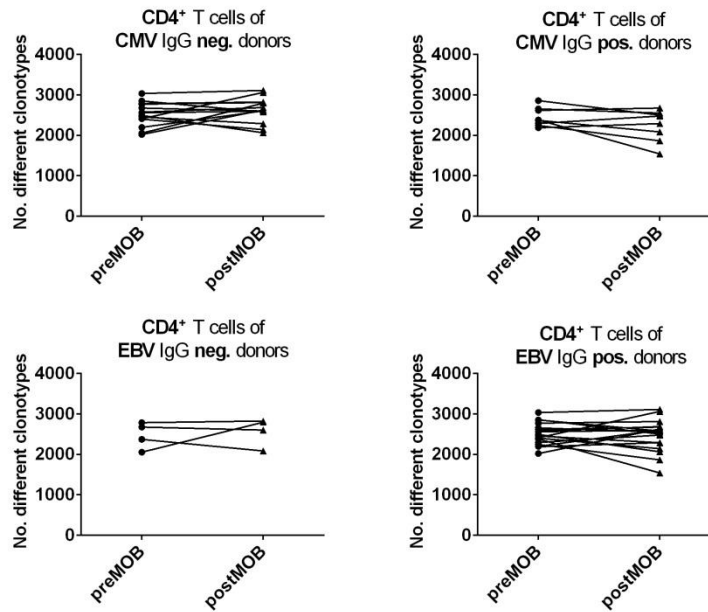 CD4⁺ T cells of
CMV IgG neg. donors
No. different clonotypes
4000
3000
2000
1000
0
preMOB
postMOB
CD4⁺ T cells of
CMV IgG pos. donors
No. different clonotypes
4000
3000
2000
1000
0
preMOB
postMOB
CD4⁺ T cells of
EBV IgG neg. donors
No. different clonotypes
4000
3000
2000
1000
0
preMOB
postMOB
CD4⁺ T cells of
EBV IgG pos. donors
No. different clonotypes
4000
3000
2000
1000
0
preMOB
postMOB